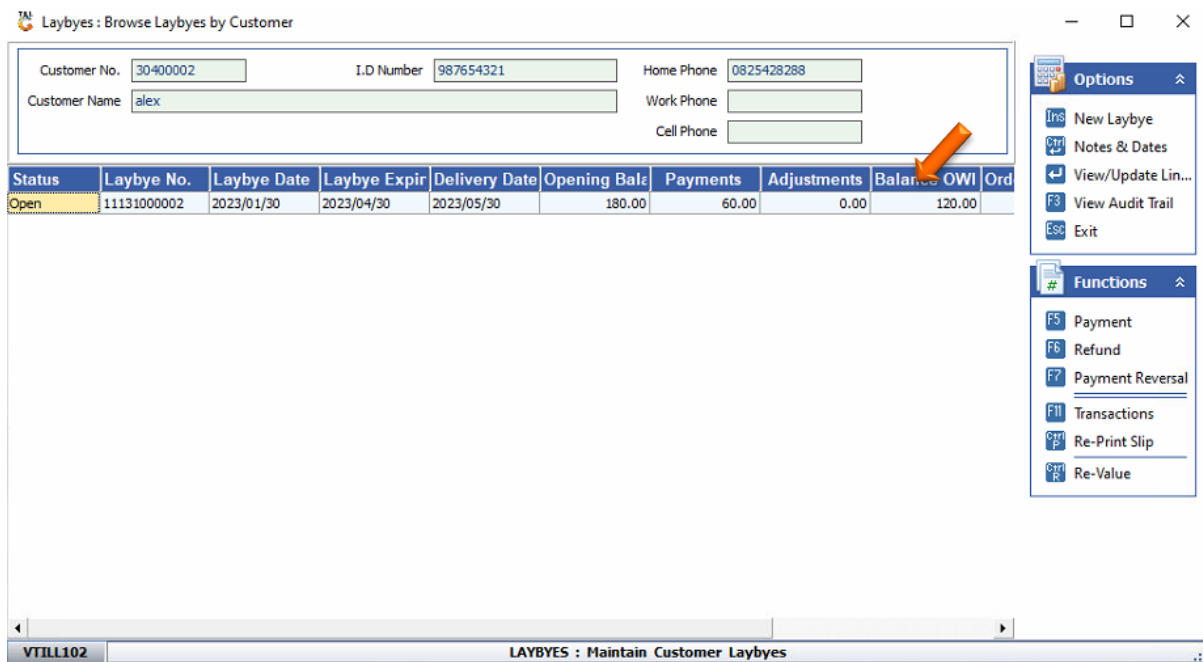 Laybyes : Browse Laybyes by Customer
Customer No. 30400002 I.D Number 987654321 Home Phone 0825428288
Customer Name alex Work Phone
Cell Phone
Status Laybye No. Laybye Date Laybye Expir Delivery Date Opening Bala Payments Adjustments Balance OWI Ord
Open 11131000002 2023/01/30 2023/04/30 2023/05/30 180.00 60.00 0.00 120.00
Options
Ins New Laybye
Ctrl Notes & Dates
View/Update Lin...
F3 View Audit Trail
Esc Exit
Functions
F5 Payment
F6 Refund
F7 Payment Reversal
F11 Transactions
Ctrl P Re-Print Slip
Ctrl R Re-Value
VTILL102 LAYBYES : Maintain Customer Laybyes